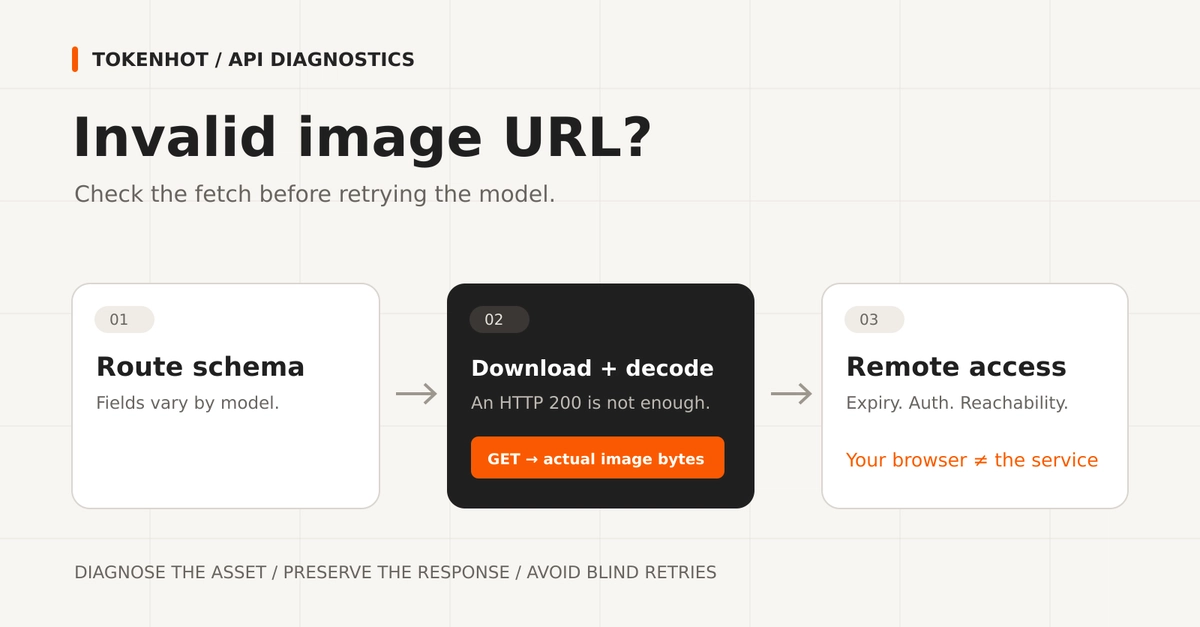 TOKENHOT / API DIAGNOSTICS
Invalid image URL?
Check the fetch before retrying the model.
01
Route schema
Fields vary by model.
02
Download + decode
An HTTP 200 is not enough.
GET → actual image bytes
03
Remote access
Expiry. Auth. Reachability.
Your browser ≠ the service
DIAGNOSE THE ASSET / PRESERVE THE RESPONSE / AVOID BLIND RETRIES